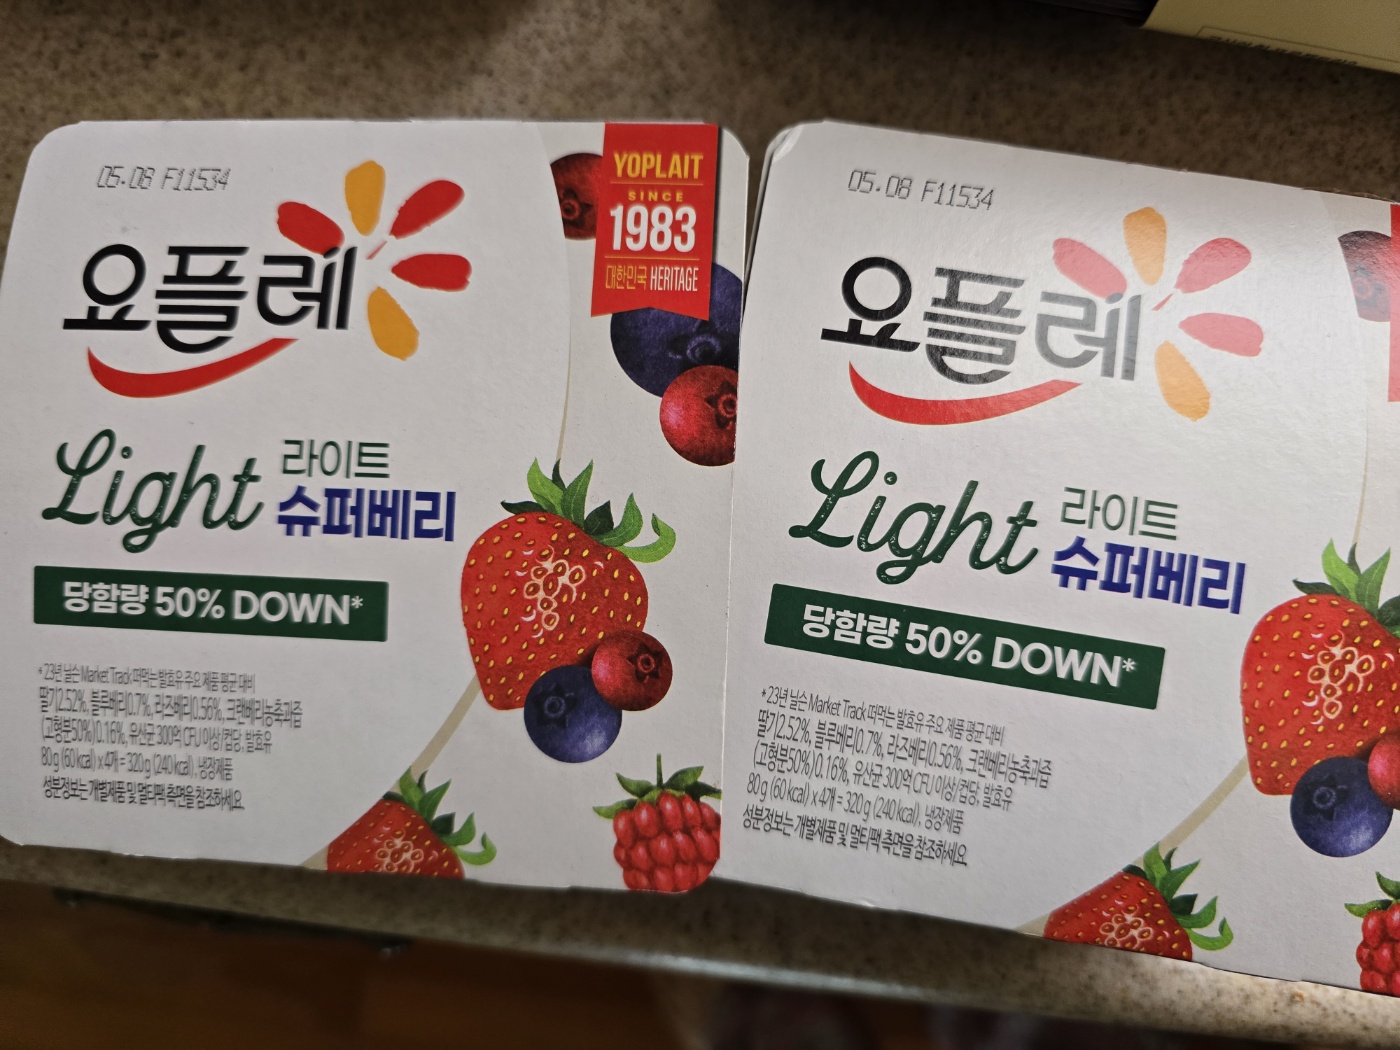 05.08 F11534
요플레
YOPLAIT
SINCE
1983
대한민국 HERITAGE
Light 라이트
슈퍼베리
당함량 50% DOWN*
*23년 닐슨 Market Track 떠먹는 발효유 주요 제품 평균 대비
딸기2.52%, 블루베리0.7%, 라즈베리0.56%, 크랜베리농축과즙
(고형분50%)0.16%, 유산균 300억 CFU 이상/컵당, 발효유
80g (60 kcal) x 4개 = 320 g (240 kcal), 냉장제품
성분정보는 개별제품 및 멀티팩 측면을 참조하세요.
05.08 F11534
요플레
Light 라이트
슈퍼베리
당함량 50% DOWN*
*23년 닐슨 Market Track 떠먹는 발효유 주요 제품 평균 대비
딸기2.52%, 블루베리0.7%, 라즈베리0.56%, 크랜베리농축과즙
(고형분50%)0.16%, 유산균 300억 CFU 이상/컵당, 발효유
80g (60 kcal) x 4개 = 320 g (240 kcal), 냉장제품
성분정보는 개별제품 및 멀티팩 측면을 참조하세요.